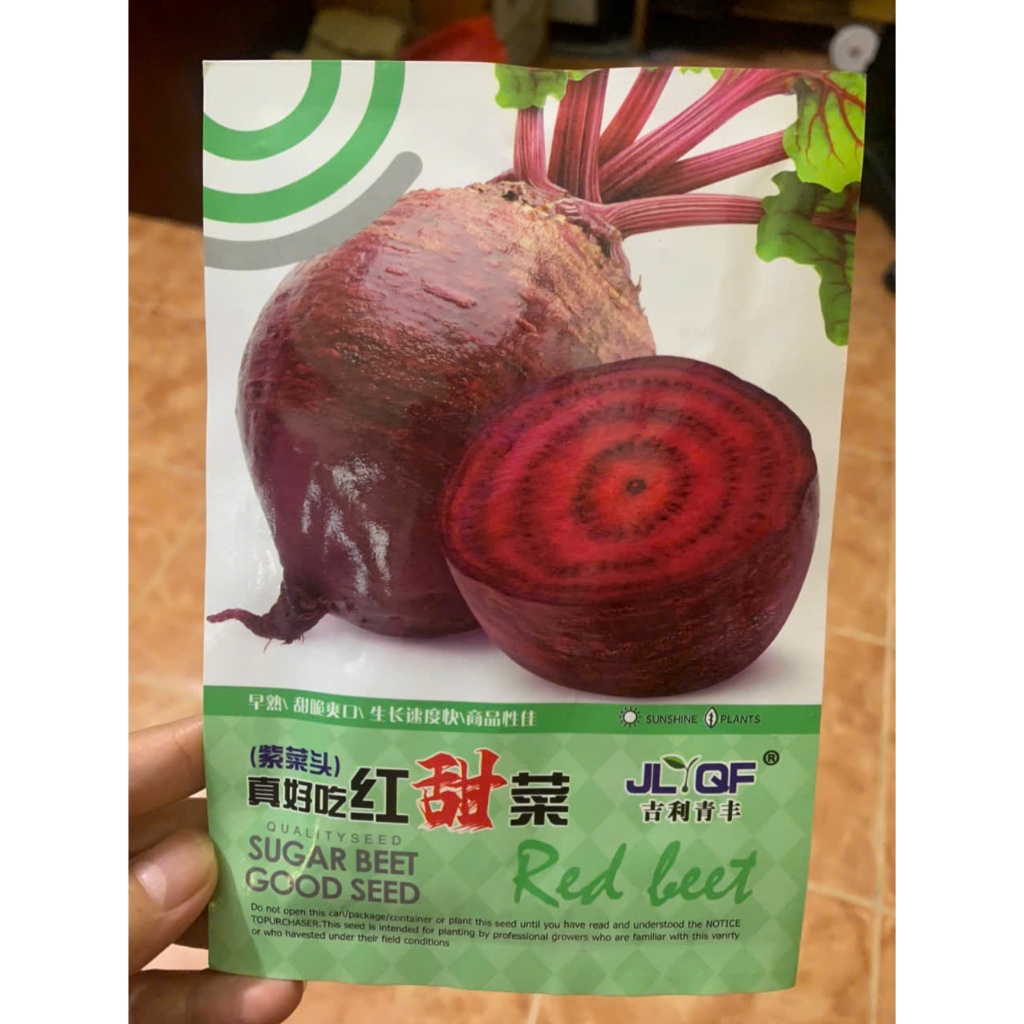 早熟\ 甜脆爽口\ 生长速度快\商品性佳
SUNSHINE PLANTS
(紫菜头)
真好吃红甜菜
JLYQF®
吉利青丰
QUALITYSEED
SUGAR BEET
GOOD SEED
Red beet
Do not open this can/package/container or plant this seed until you have read and understood the NOTICE
TOPURCHASER.This seed is intended for planting by professional growers who are familiar with this varirty
or who havested under their field conditlons